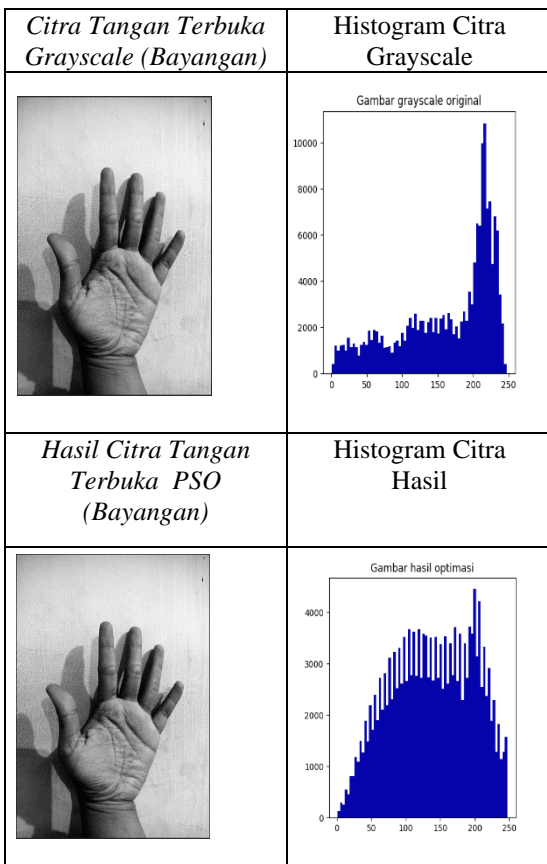 Citra Tangan Terbuka
Grayscale (Bayangan)
Histogram Citra
Grayscale
Gambar grayscale original
10000
8000
6000
4000
2000
0
0 50 100 150 200 250
Hasil Citra Tangan
Terbuka PSO
(Bayangan)
Histogram Citra
Hasil
Gambar hasil optimasi
4000
3000
2000
1000
0
0 50 100 150 200 250